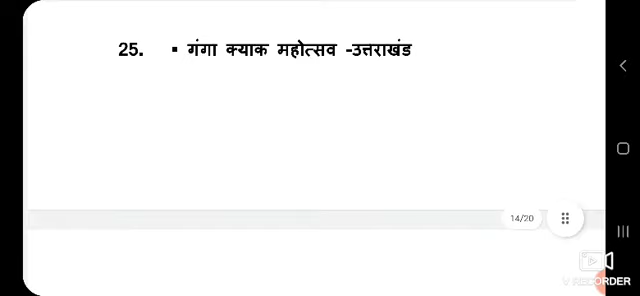 25. ▪ गंगा क्याक महोत्सव -उत्तराखंड
14/20
V RECORDER